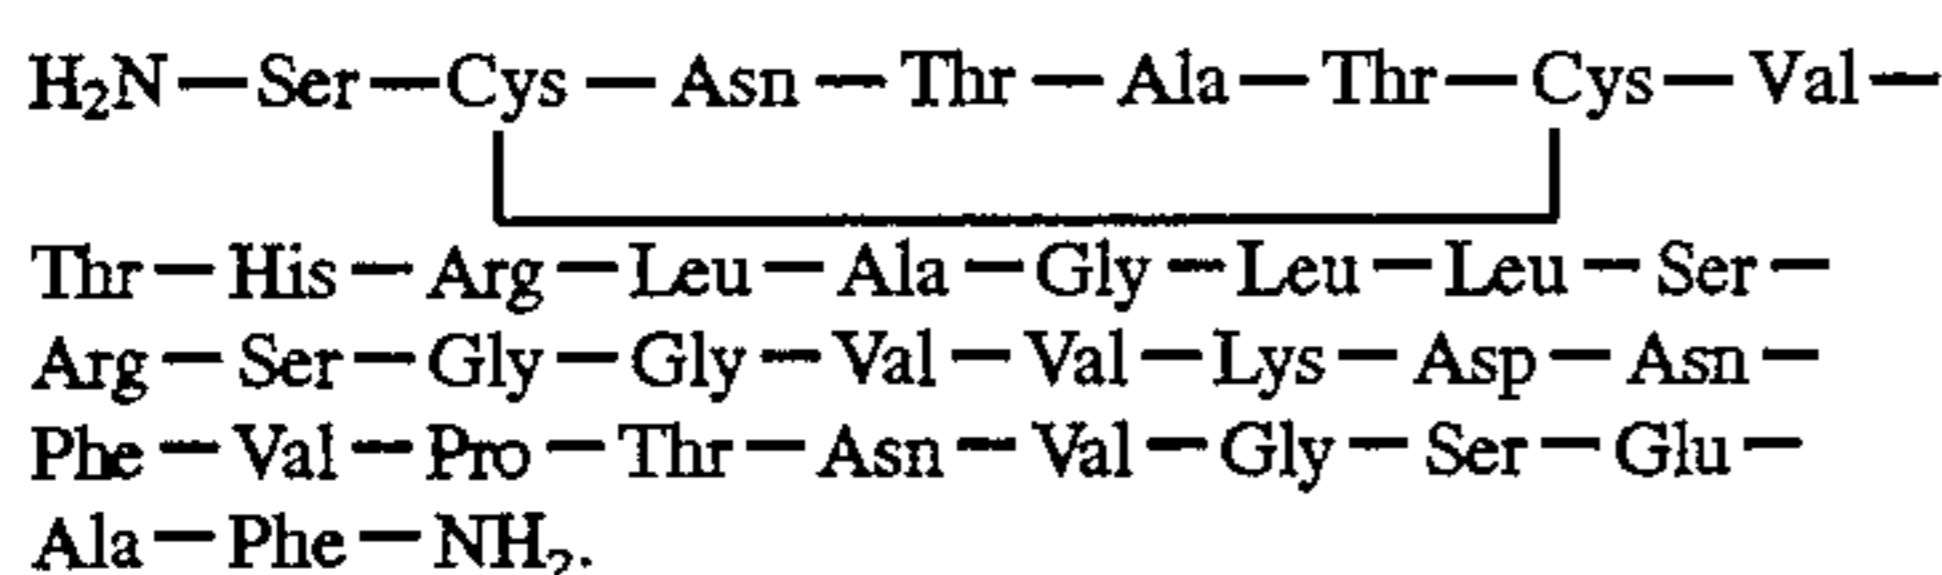 H₂N—Ser—Cys—Asn—Thr—Ala—Thr—Cys—Val—
Thr—His—Arg—Leu—Ala—Gly—Leu—Leu—Ser—
Arg—Ser—Gly—Gly—Val—Val—Lys—Asp—Asn—
Phe—Val—Pro—Thr—Asn—Val—Gly—Ser—Glu—
Ala—Phe—NH₂.